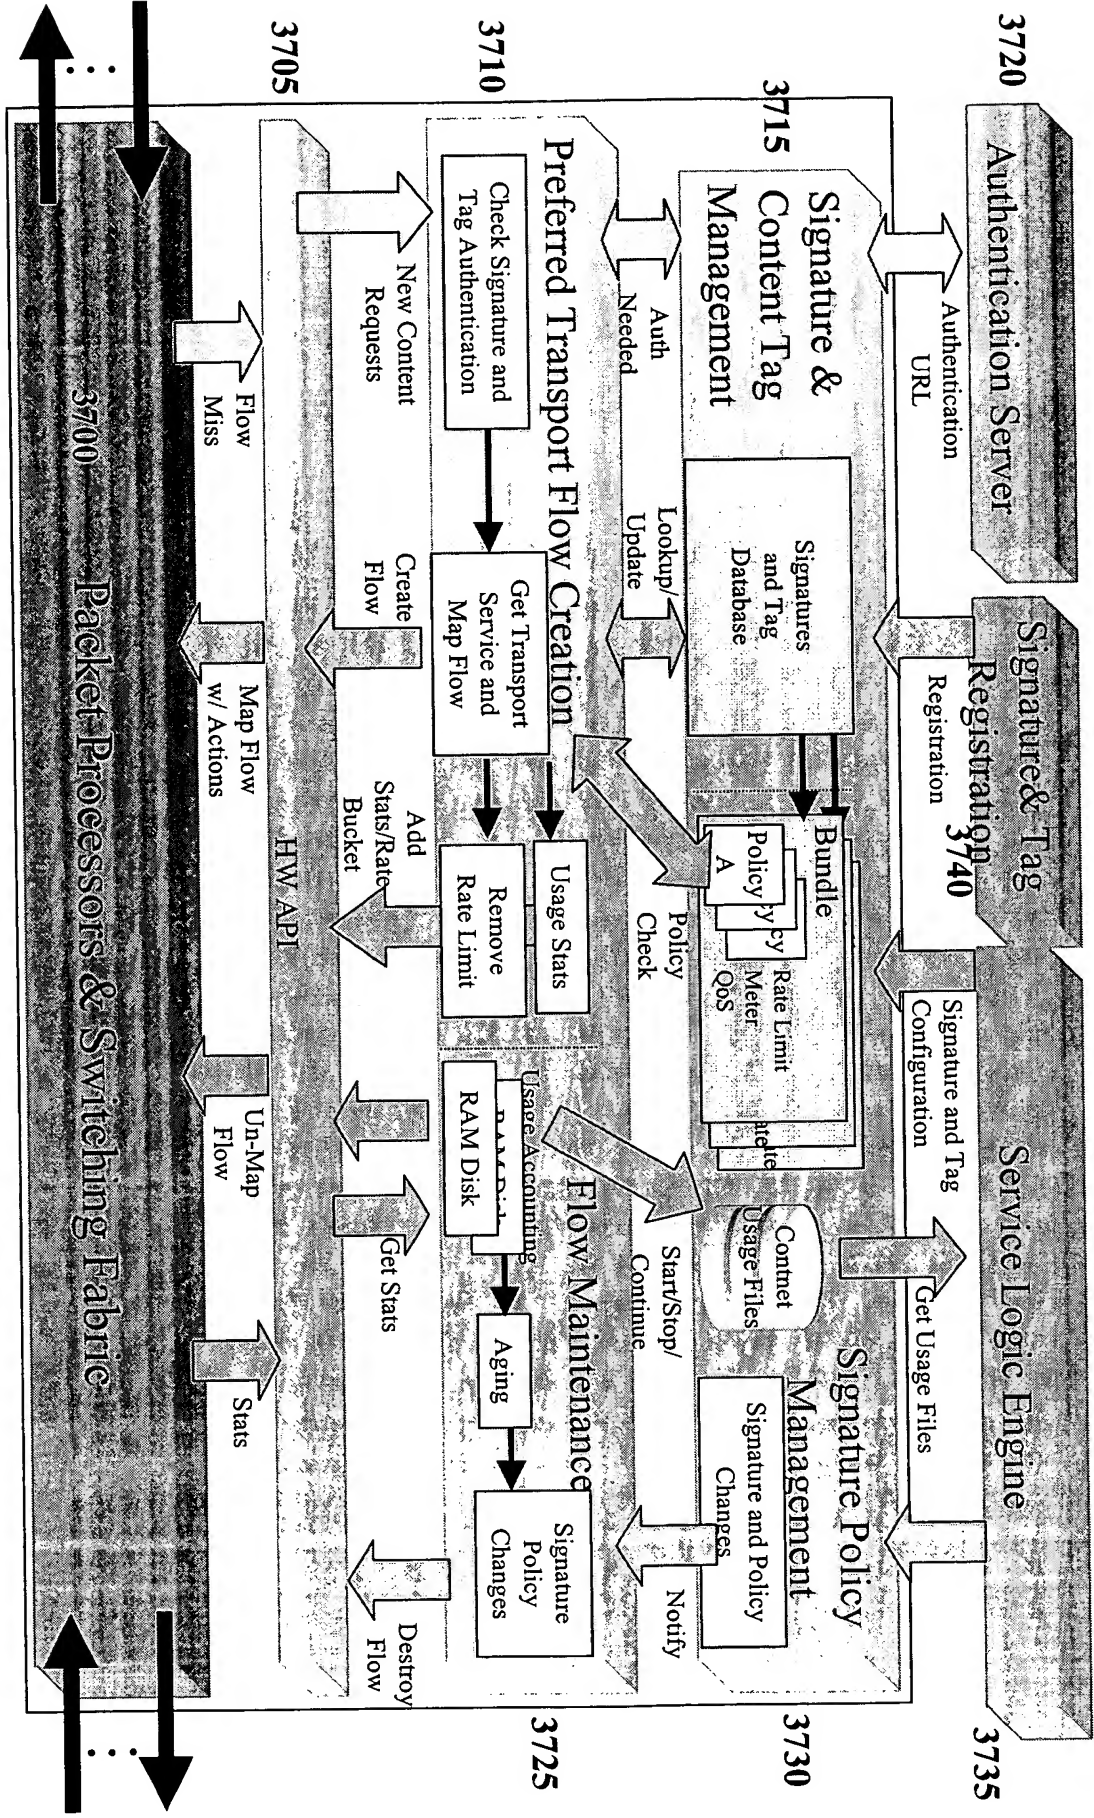 3720
Authentication Server
Signature& Tag
Registration
3740
Service Logic Engine
3735
Authentication
URL
Registration
Signature and Tag
Configuration
Get Usage Files
3715
Signature &
Content Tag
Management
Signatures
and Tag
Database
Bundle
Policy
A
licy
cy
Rate Limit
Meter
QoS
ate
Contnet
Usage Files
Signature Policy
Management
Signature and Policy
Changes
3730
Auth
Needed
Lookup/
Update
Policy
Check
Start/Stop/
Continue
Notify
3710
Preferred Transport Flow Creation
Check Signature and
Tag Authentication
Get Transport
Service and
Map Flow
Usage Stats
Remove
Rate Limit
Flow Maintenance
Usage Accounting
RAM Disk
RAM Disk
Aging
Signature
Policy
Changes
3725
New Content
Requests
Create
Flow
Add
Stats/Rate
Bucket
Get Stats
Destroy
Flow
3705
HW API
Flow
Miss
Map Flow
w/ Actions
Un-Map
Flow
Stats
...
3700 Packet Processors & Switching Fabric
...